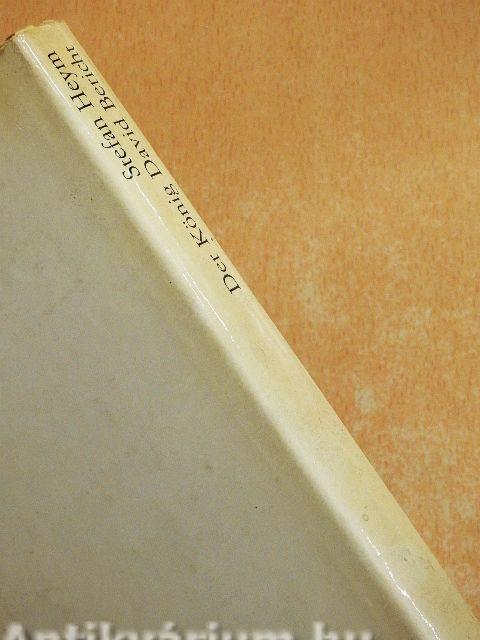 Stefan Heym
Der König David Bericht
Antikvárium.hu